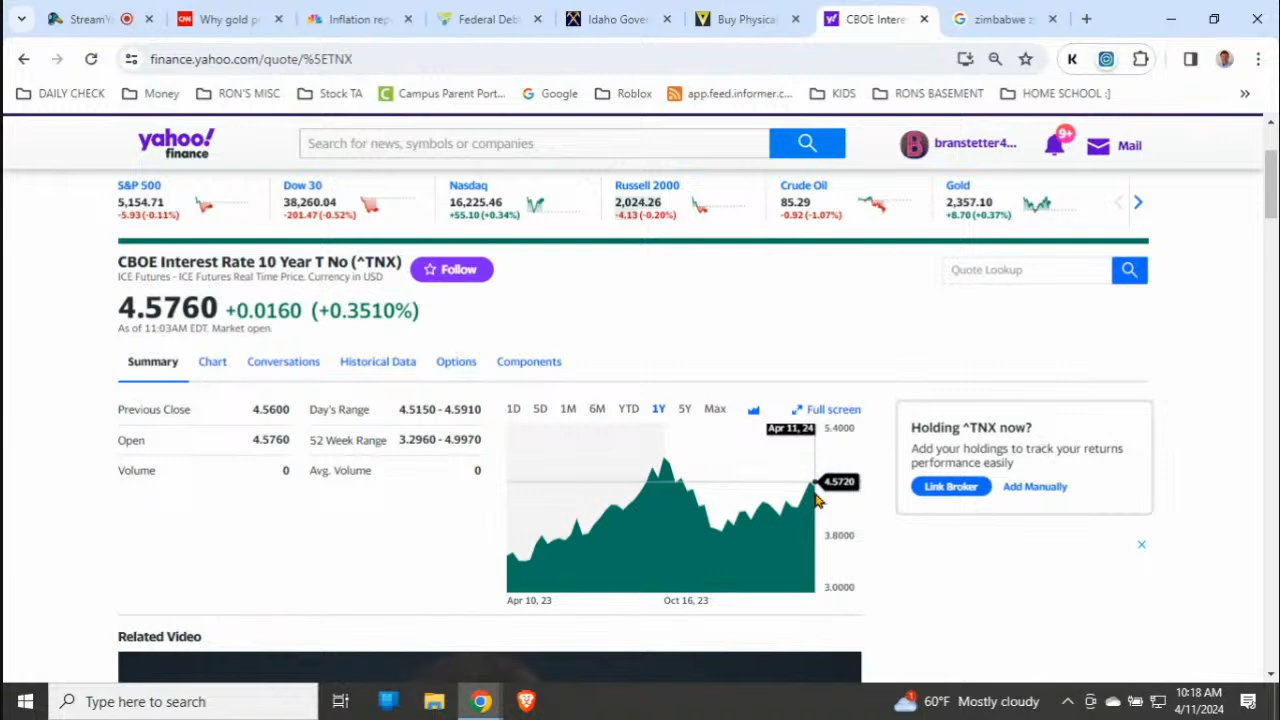 StreamY
Why gold p
Inflation rep
Federal Deb
Idaho Gove
Buy Physica
CBOE Intere
zimbabwe z
finance.yahoo.com/quote/%5ETNX
K
DAILY CHECK
Money
RON'S MISC
Stock TA
Campus Parent Port...
Google
Roblox
app.feed.informer.c...
KIDS
RONS BASEMENT
HOME SCHOOL :]
»
yahoo!
finance
Search for news, symbols or companies
B
branstetter4...
9+
Mail
S&P 500
5,154.71
-5.93 (-0.11%)
Dow 30
38,260.04
-201.47 (-0.52%)
Nasdaq
16,225.46
+55.10 (+0.34%)
Russell 2000
2,024.26
-4.13 (-0.20%)
Crude Oil
85.29
-0.92 (-1.07%)
Gold
2,357.10
+8.70 (+0.37%)
CBOE Interest Rate 10 Year T No (^TNX)
ICE Futures - ICE Futures Real Time Price. Currency in USD
Follow
Quote Lookup
4.5760 +0.0160 (+0.3510%)
As of 11:03AM EDT. Market open.
Summary Chart Conversations Historical Data Options Components
Previous Close 4.5600
Open 4.5760
Volume 0
Day's Range 4.5150 - 4.5910
52 Week Range 3.2960 - 4.9970
Avg. Volume 0
1D 5D 1M 6M YTD 1Y 5Y Max
Full screen
Apr 11, 24
5.4000
4.5720
3.8000
3.0000
Apr 10, 23
Oct 16, 23
Holding ^TNX now?
Add your holdings to track your returns
performance easily
Link Broker
Add Manually
Related Video
Type here to search
1
60°F Mostly cloudy
10:18 AM
4/11/2024